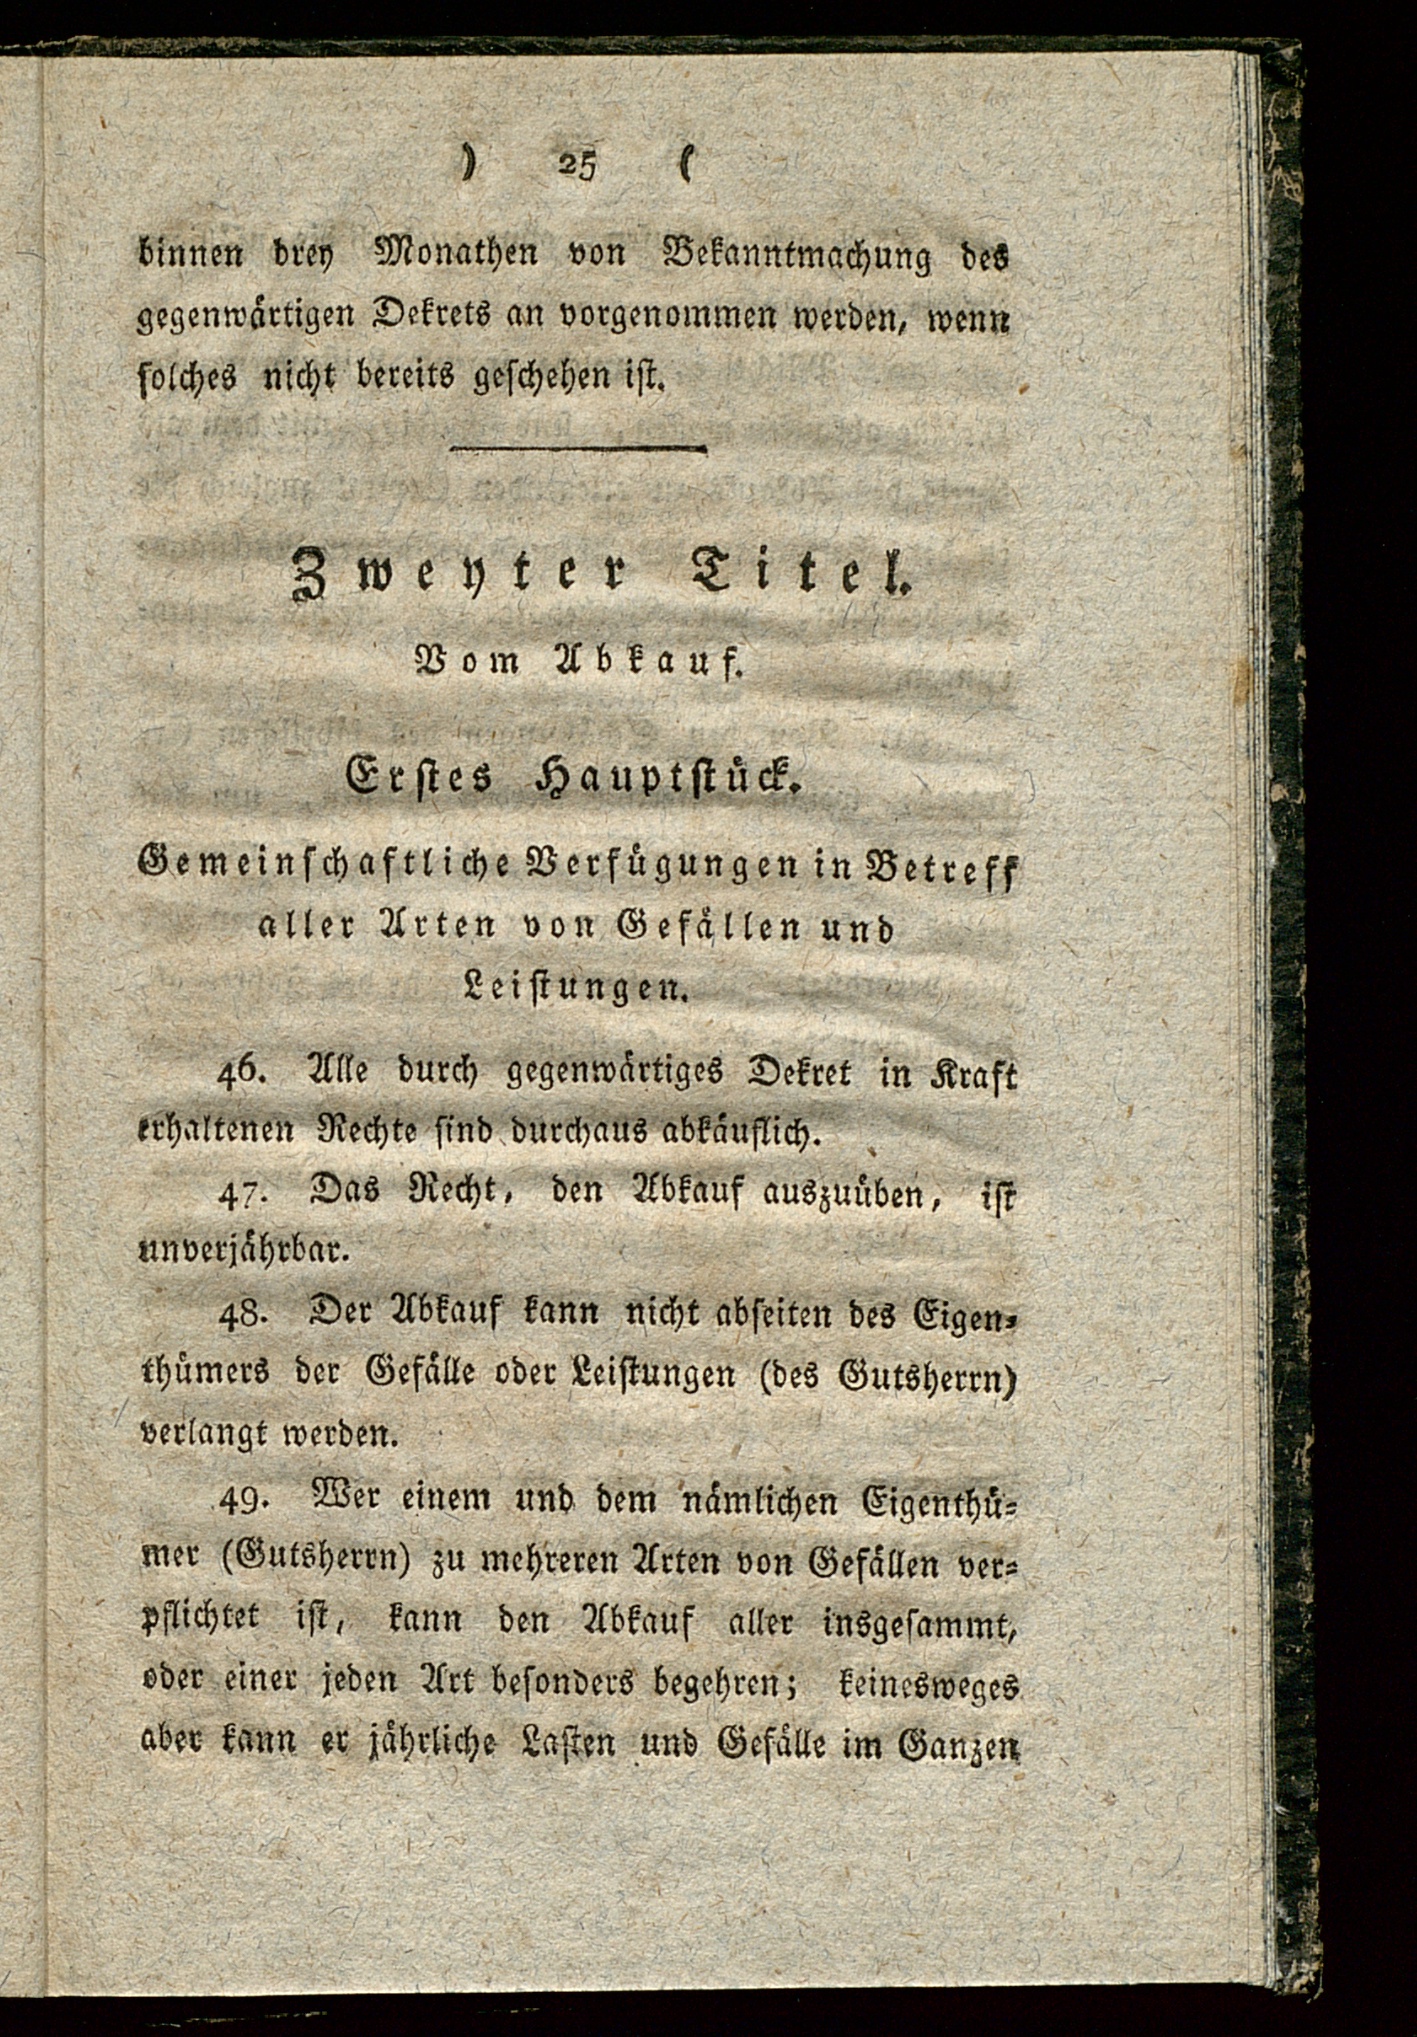 ) 25 (
binnen drey Monathen von Bekanntmachung des
gegenwärtigen Dekrets an vorgenommen werden, wenn
solches nicht bereits geschehen ist.
Zweyter Titel.
Vom Abkauf.
Erstes Hauptstück.
Gemeinschaftliche Verfügungen in Betreff
aller Arten von Gefällen und
Leistungen.
46. Alle durch gegenwärtiges Dekret in Kraft
erhaltenen Rechte sind durchaus abkäuflich.
47. Das Recht, den Abkauf auszuüben, ist
unverjährbar.
48. Der Abkauf kann nicht abseiten des Eigen-
thümers der Gefälle oder Leistungen (des Gutsherrn)
verlangt werden.
49. Wer einem und dem nämlichen Eigenthü-
mer (Gutsherrn) zu mehreren Arten von Gefällen ver-
pflichtet ist, kann den Abkauf aller insgesammt,
oder einer jeden Art besonders begehren; keinesweges
aber kann er jährliche Lasten und Gefälle im Ganzen